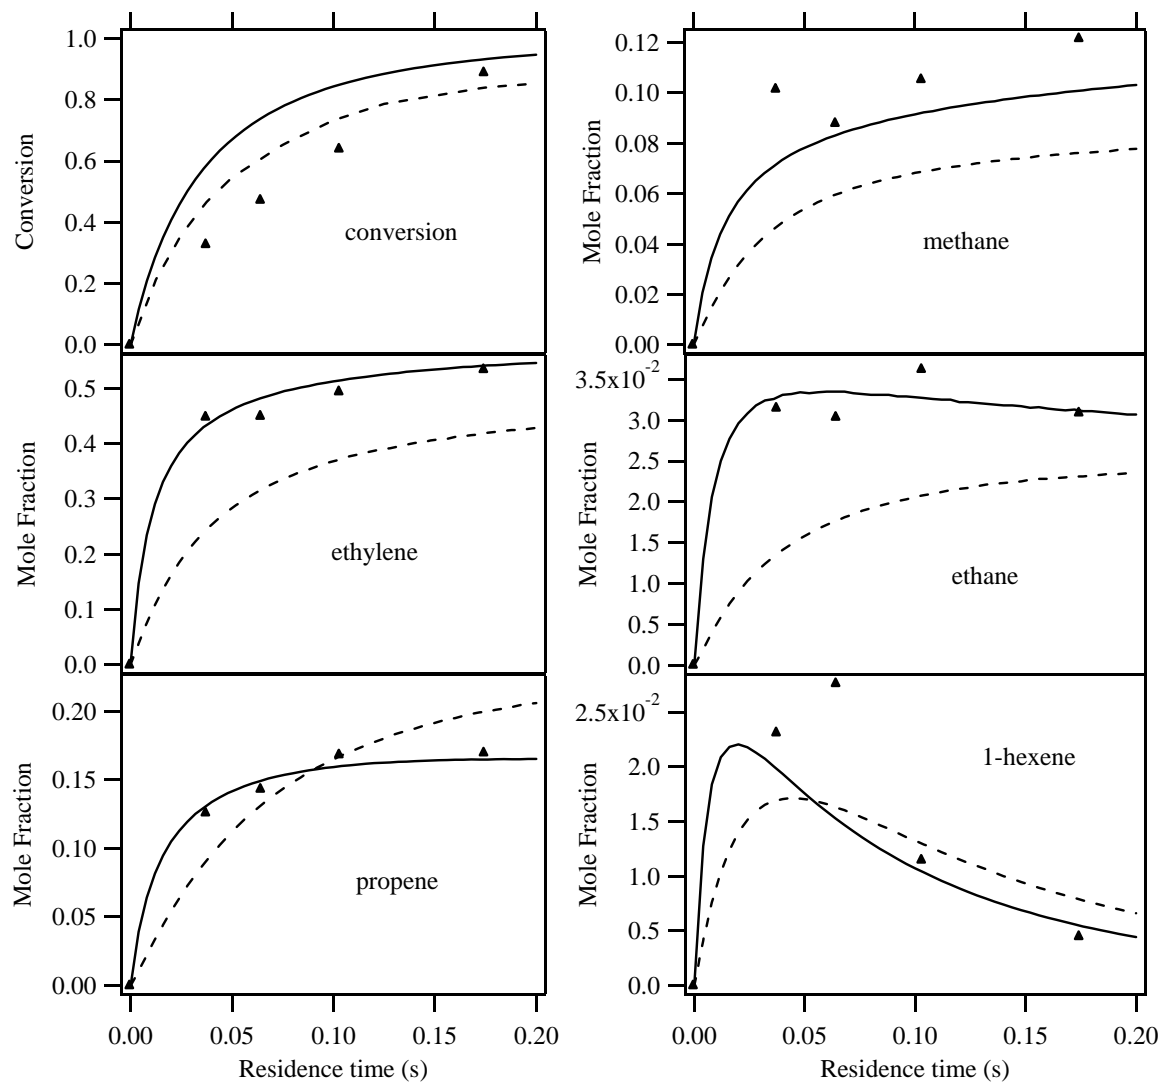 1.0
0.8
0.6
0.4
0.2
0.0
Conversion
conversion
0.12
0.10
0.08
0.06
0.04
0.02
0.00
Mole Fraction
methane
0.5
0.4
0.3
0.2
0.1
0.0
Mole Fraction
ethylene
3.5x10-2
3.0
2.5
2.0
1.5
1.0
0.5
0.0
Mole Fraction
ethane
0.20
0.15
0.10
0.05
0.00
Mole Fraction
propene
0.00 0.05 0.10 0.15 0.20
Residence time (s)
2.5x10-2
2.0
1.5
1.0
0.5
0.0
Mole Fraction
1-hexene
0.00 0.05 0.10 0.15 0.20
Residence time (s)